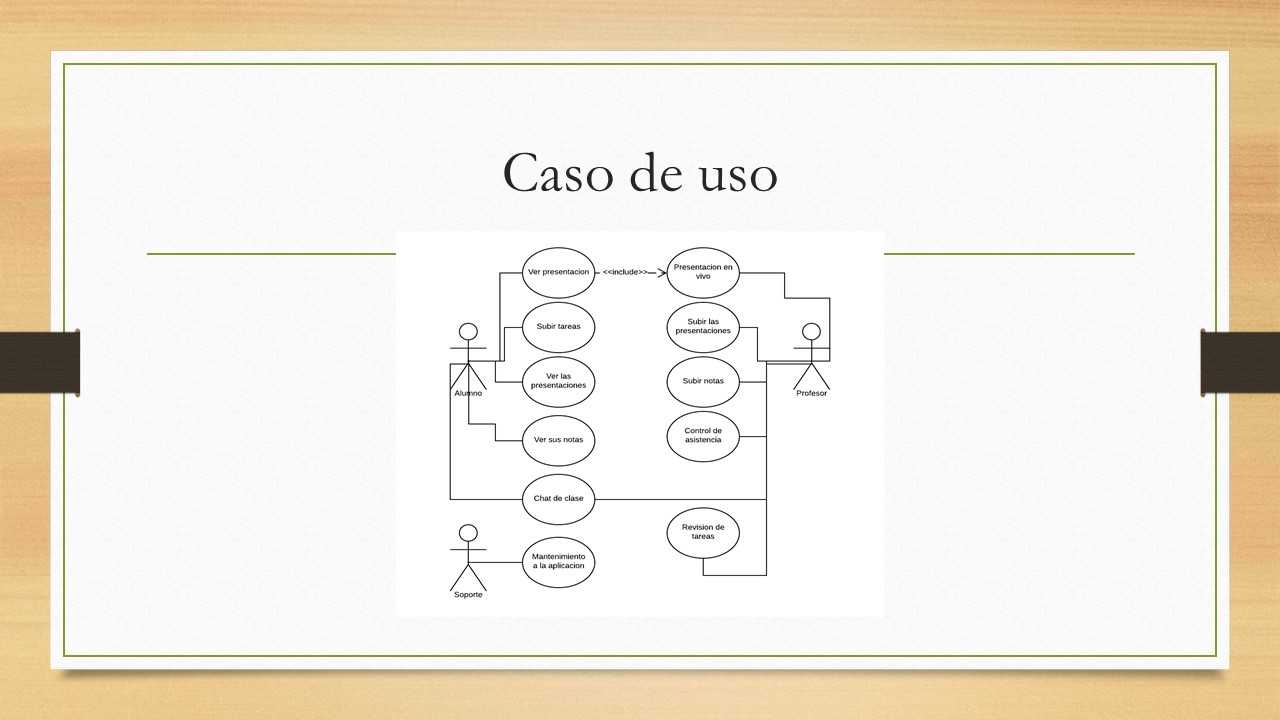 Caso de uso
Ver presentacion
<<include>>
Presentacion en
vivo
Subir tareas
Subir las
presentaciones
Ver las
presentaciones
Subir notas
Alumno
Profesor
Ver sus notas
Control de
asistencia
Chat de clase
Revision de
tareas
Mantenimiento
a la aplicacion
Soporte